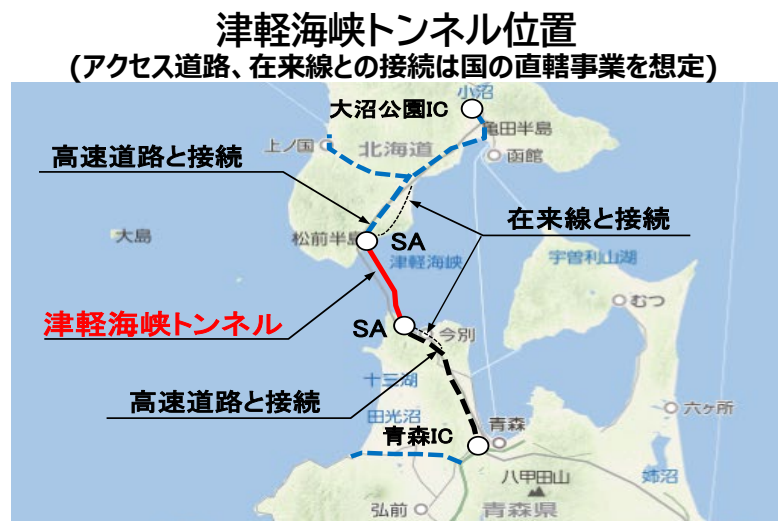 津軽海峡トンネル位置
(アクセス道路、在来線との接続は国の直轄事業を想定)
小沼
大沼公園IC
亀田半島
上ノ国
北海道
函館
高速道路と接続
在来線と接続
大島
松前半島
SA
津軽海峡
宇曽利山湖
むつ
津軽海峡トンネル
SA
今別
十三湖
高速道路と接続
田光沼
六ヶ所
青森IC
青森
八甲田山
姉沼
弘前
青森県